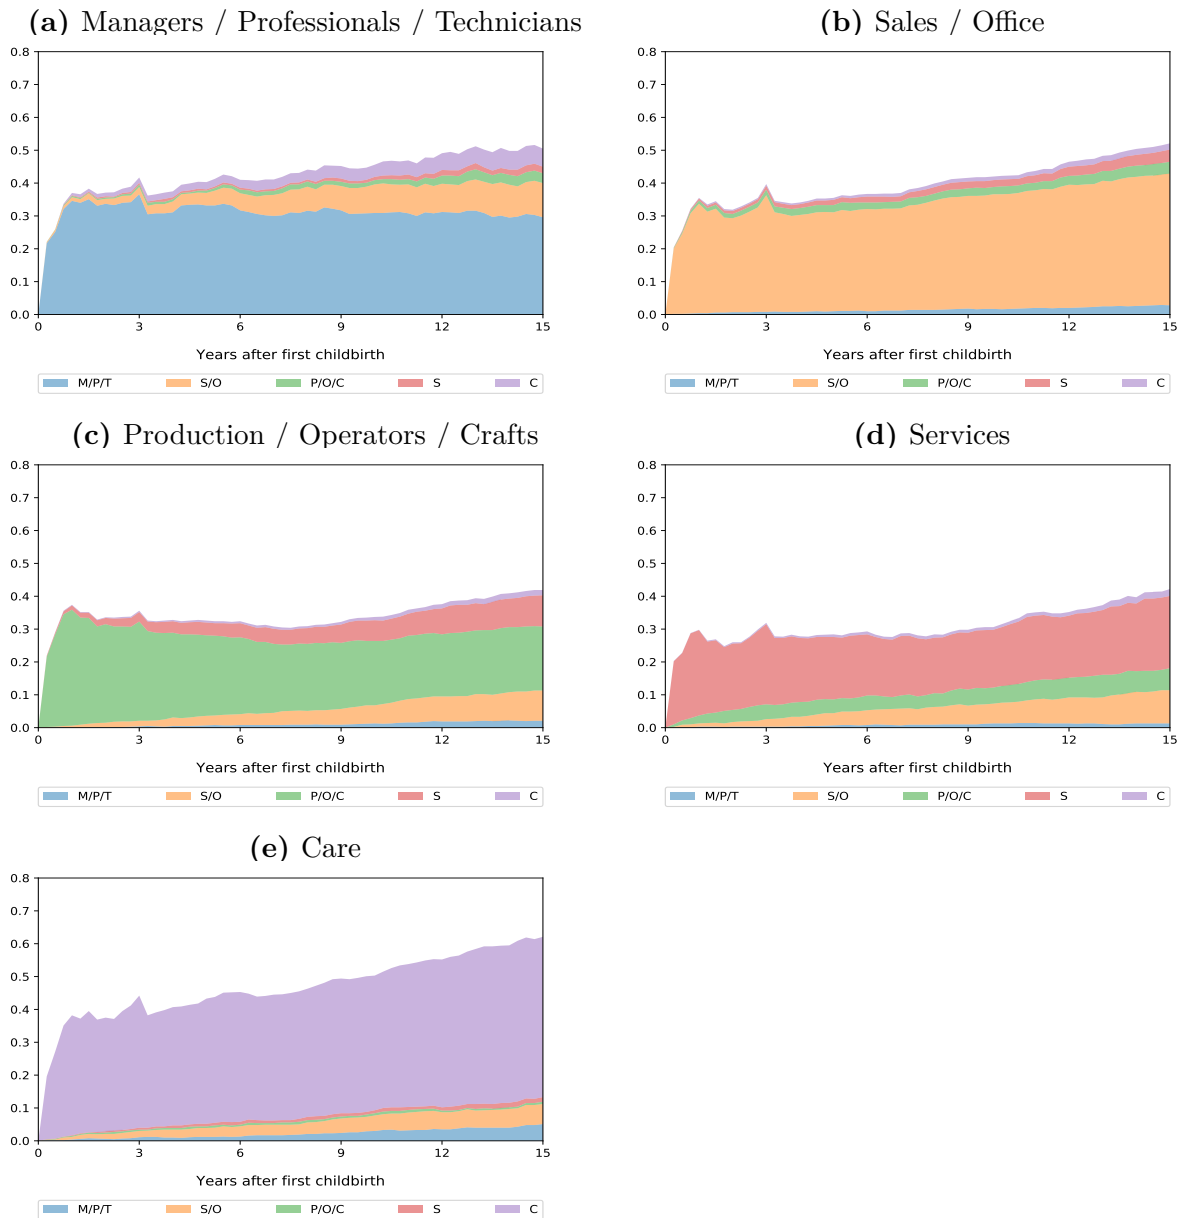 (a) Managers / Professionals / Technicians
0.8
0.7
0.6
0.5
0.4
0.3
0.2
0.1
0.0
0 3 6 9 12 15
Years after first childbirth
M/P/T S/O P/O/C S C
(b) Sales / Office
0.8
0.7
0.6
0.5
0.4
0.3
0.2
0.1
0.0
0 3 6 9 12 15
Years after first childbirth
M/P/T S/O P/O/C S C
(c) Production / Operators / Crafts
0.8
0.7
0.6
0.5
0.4
0.3
0.2
0.1
0.0
0 3 6 9 12 15
Years after first childbirth
M/P/T S/O P/O/C S C
(d) Services
0.8
0.7
0.6
0.5
0.4
0.3
0.2
0.1
0.0
0 3 6 9 12 15
Years after first childbirth
M/P/T S/O P/O/C S C
(e) Care
0.8
0.7
0.6
0.5
0.4
0.3
0.2
0.1
0.0
0 3 6 9 12 15
Years after first childbirth
M/P/T S/O P/O/C S C